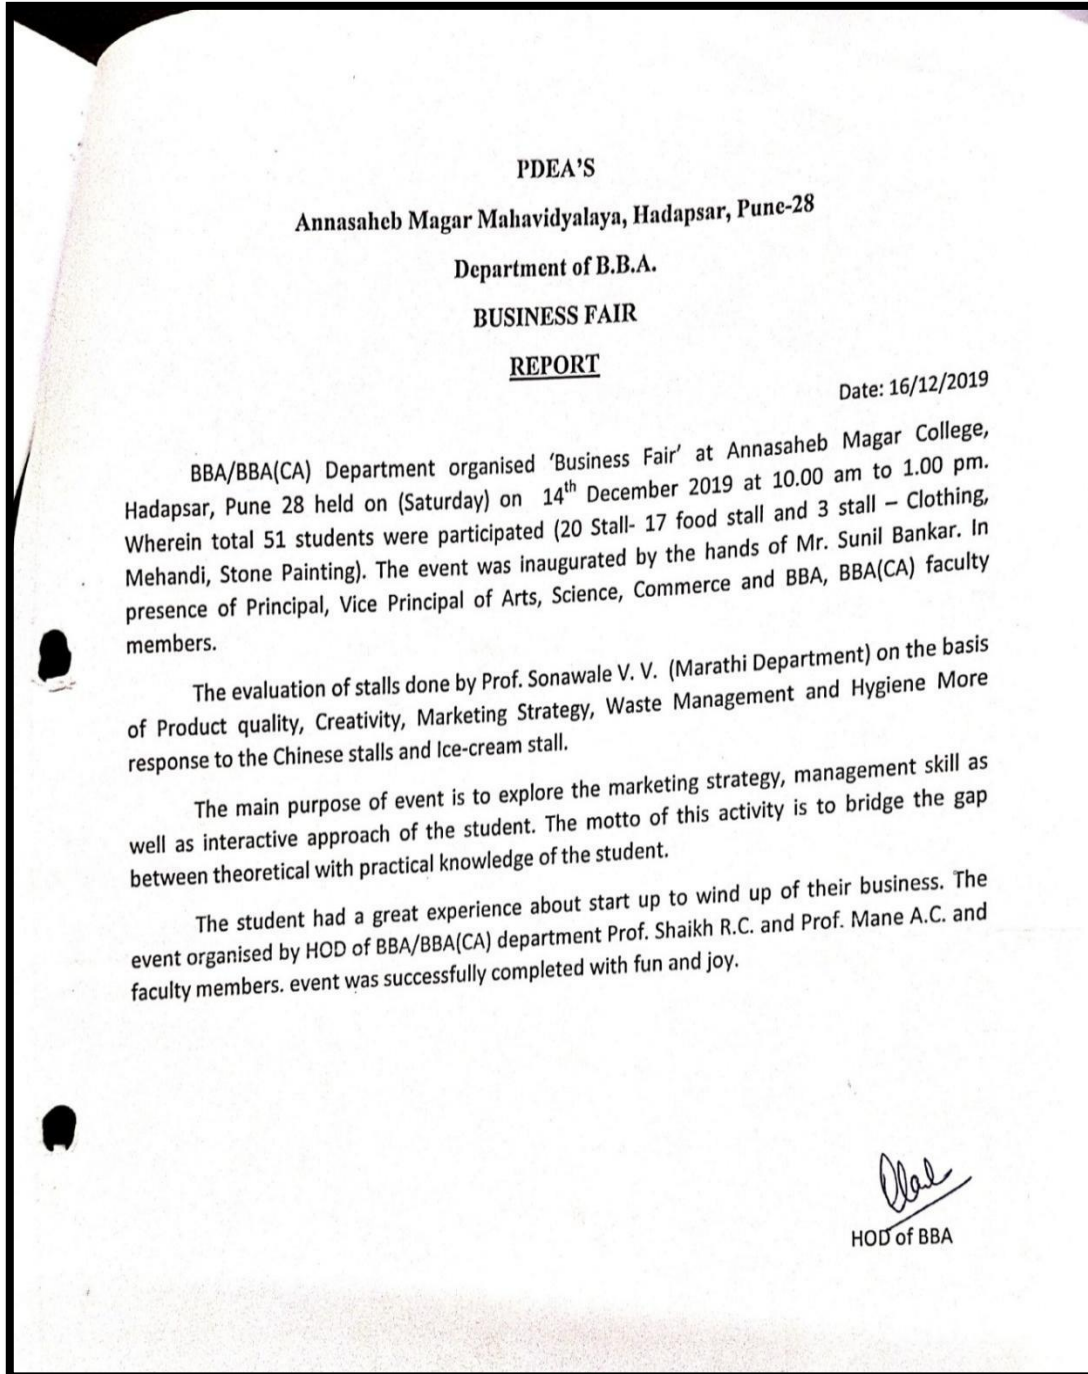 PDEA'S
Annasaheb Magar Mahavidyalaya, Hadapsar, Pune-28
Department of B.B.A.
BUSINESS FAIR
REPORT
Date: 16/12/2019
BBA/BBA(CA) Department organised ‘Business Fair’ at Annasaheb Magar College,
Hadapsar, Pune 28 held on (Saturday) on 14th December 2019 at 10.00 am to 1.00 pm.
Wherein total 51 students were participated (20 Stall- 17 food stall and 3 stall – Clothing,
Mehandi, Stone Painting). The event was inaugurated by the hands of Mr. Sunil Bankar. In
presence of Principal, Vice Principal of Arts, Science, Commerce and BBA, BBA(CA) faculty
members.
The evaluation of stalls done by Prof. Sonawale V. V. (Marathi Department) on the basis
of Product quality, Creativity, Marketing Strategy, Waste Management and Hygiene More
response to the Chinese stalls and Ice-cream stall.
The main purpose of event is to explore the marketing strategy, management skill as
well as interactive approach of the student. The motto of this activity is to bridge the gap
between theoretical with practical knowledge of the student.
The student had a great experience about start up to wind up of their business. The
event organised by HOD of BBA/BBA(CA) department Prof. Shaikh R.C. and Prof. Mane A.C. and
faculty members. event was successfully completed with fun and joy.
HOD of BBA